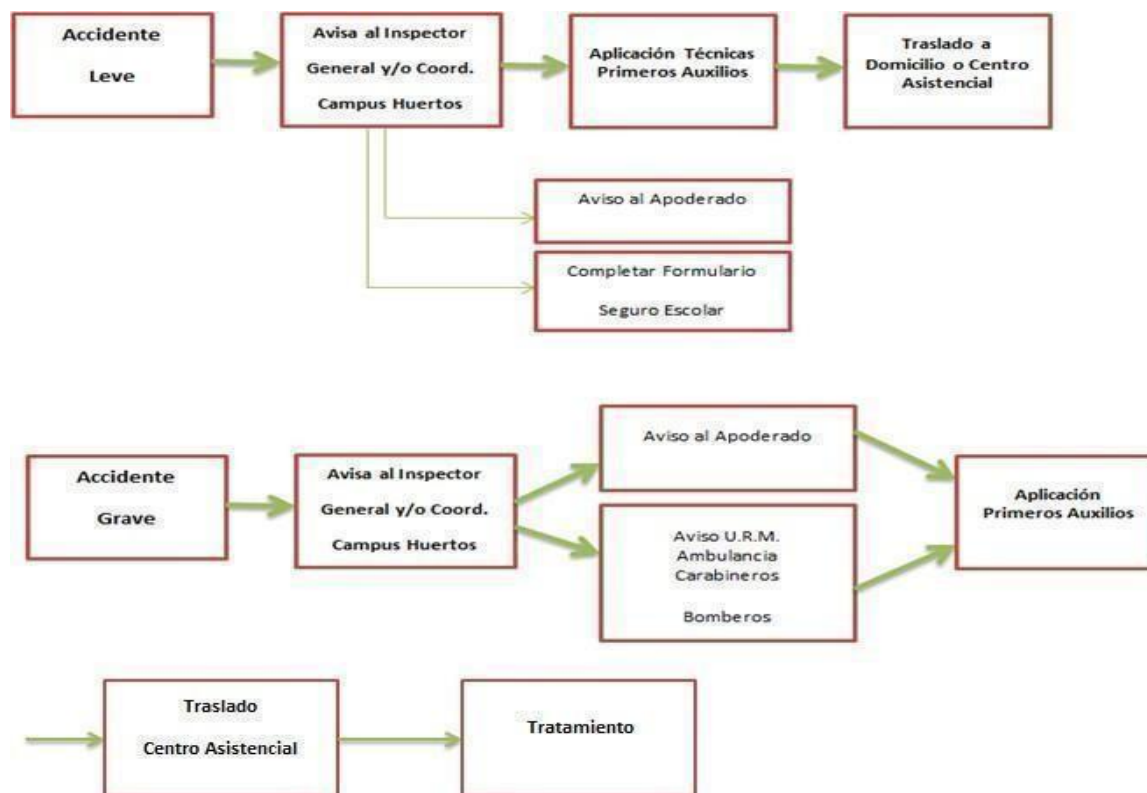 Accidente
Leve
Avisa al Inspector
General y/o Coord.
Campus Huertos
Aplicación Técnicas
Primeros Auxilios
Traslado a
Domicilio o Centro
Asistencial
Aviso al Apoderado
Completar Formulario
Seguro Escolar
Accidente
Grave
Avisa al Inspector
General y/o Coord.
Campus Huertos
Aviso al Apoderado
Aviso U.R.M.
Ambulancia
Carabineros
Bomberos
Aplicación
Primeros Auxilios
Traslado
Centro Asistencial
Tratamiento